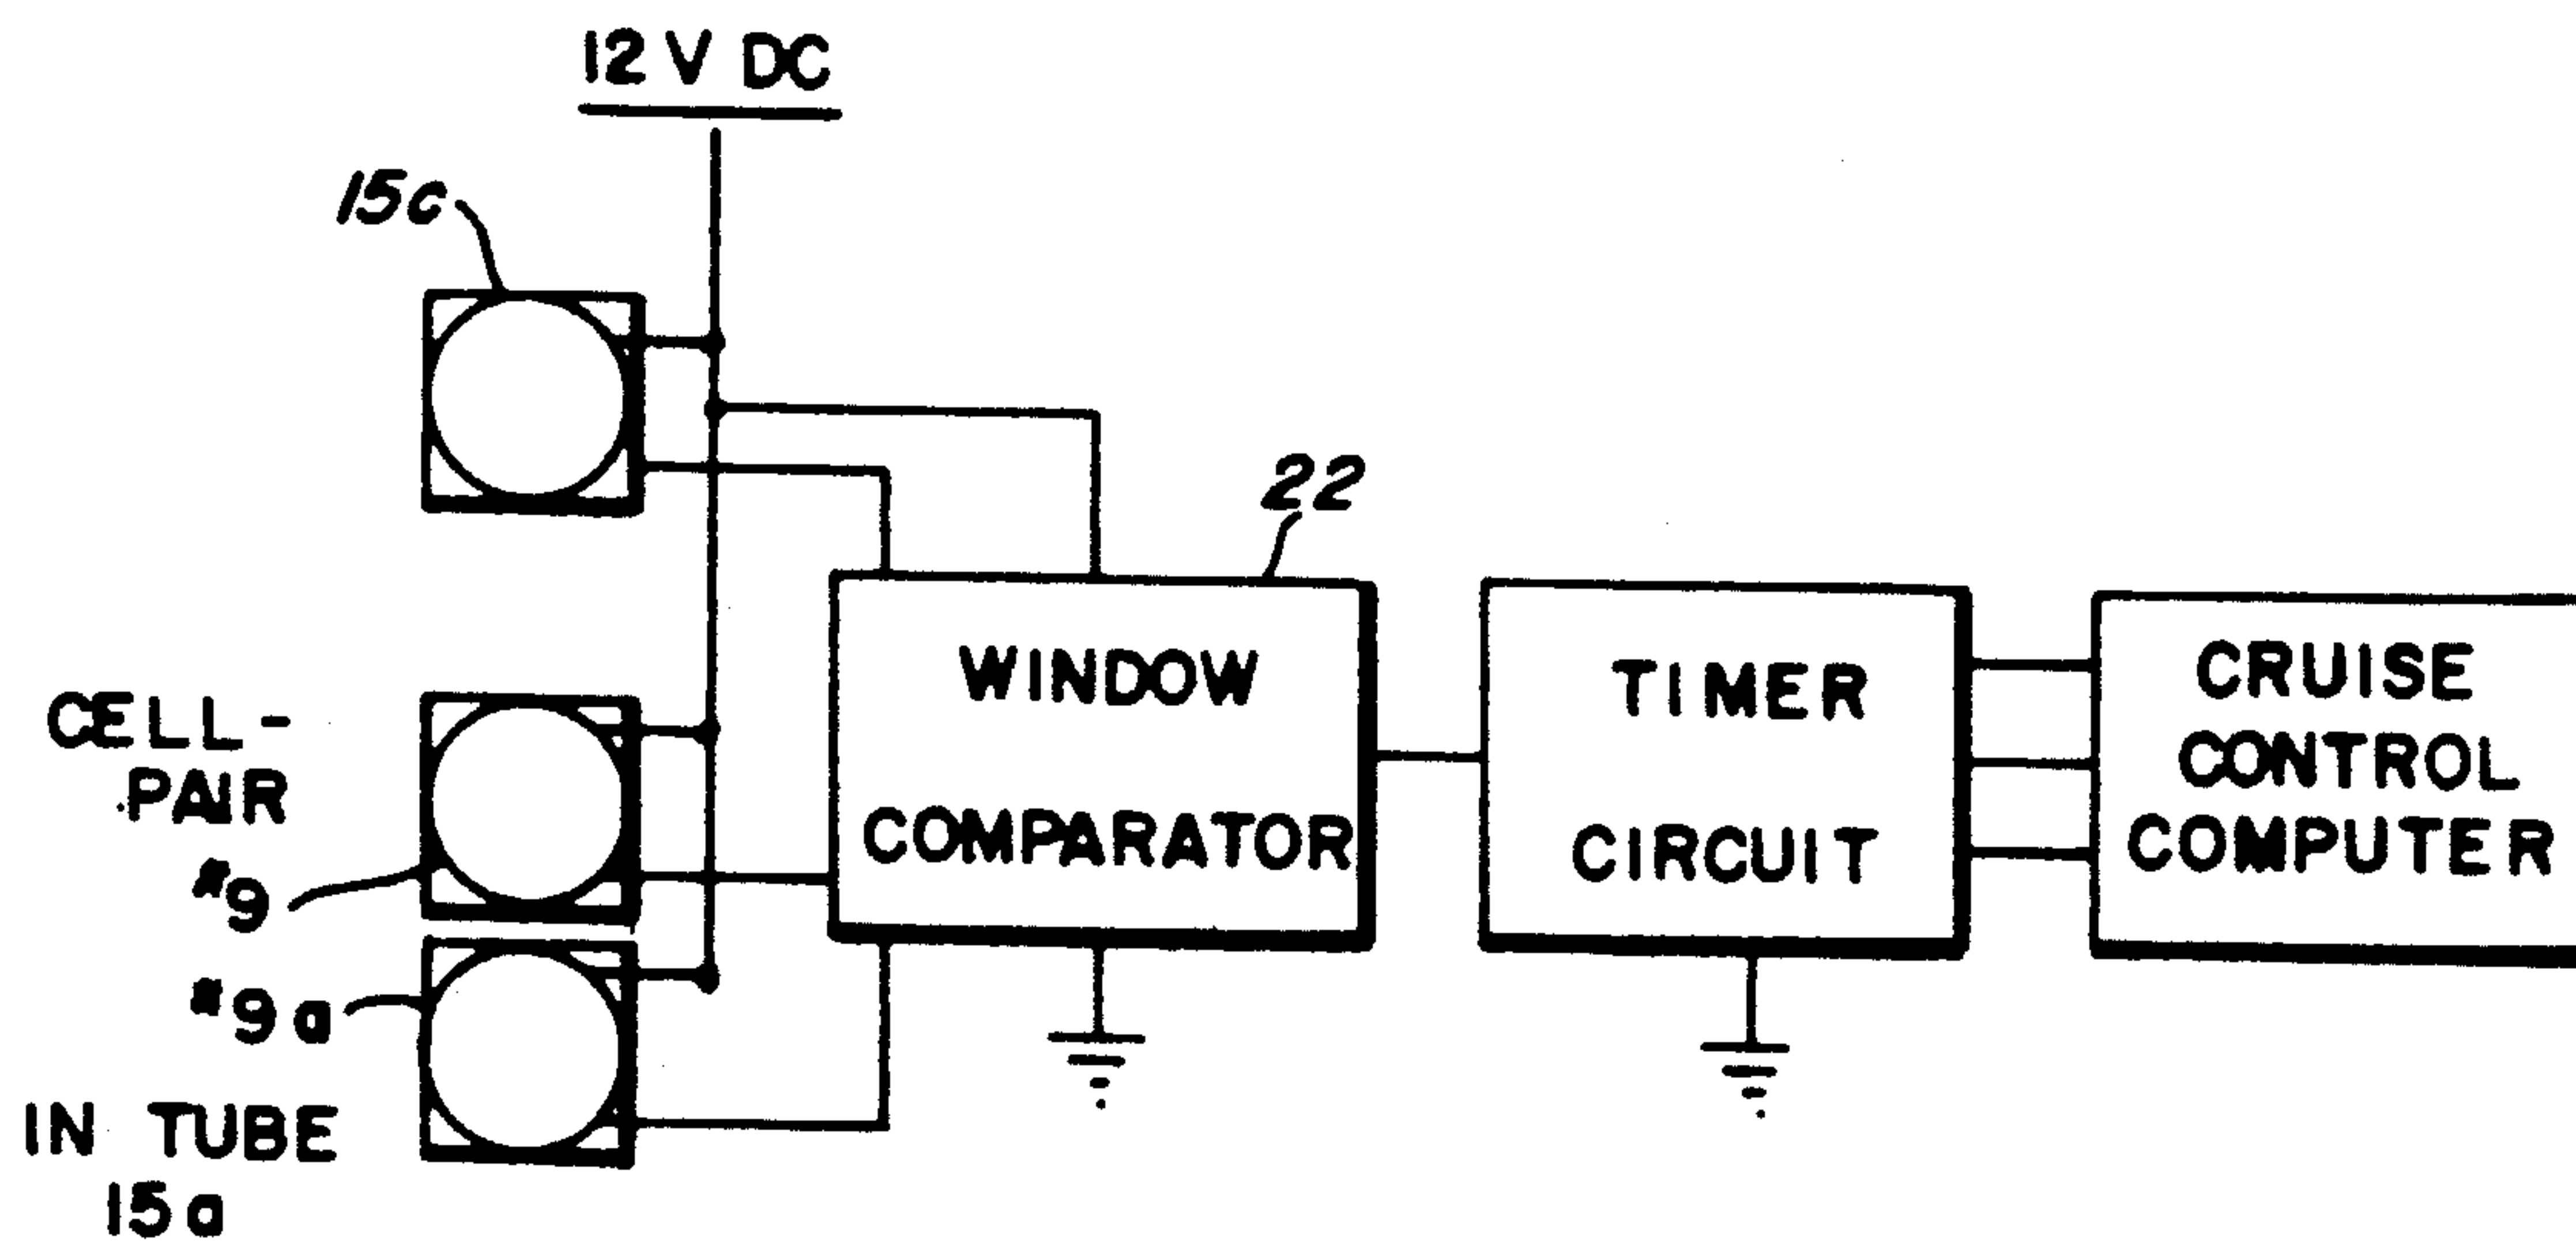 12 V DC
15c
22
WINDOW
COMPARATOR
TIMER
CIRCUIT
CRUISE
CONTROL
COMPUTER
CELL-
PAIR
#9
#9a
IN TUBE
15a